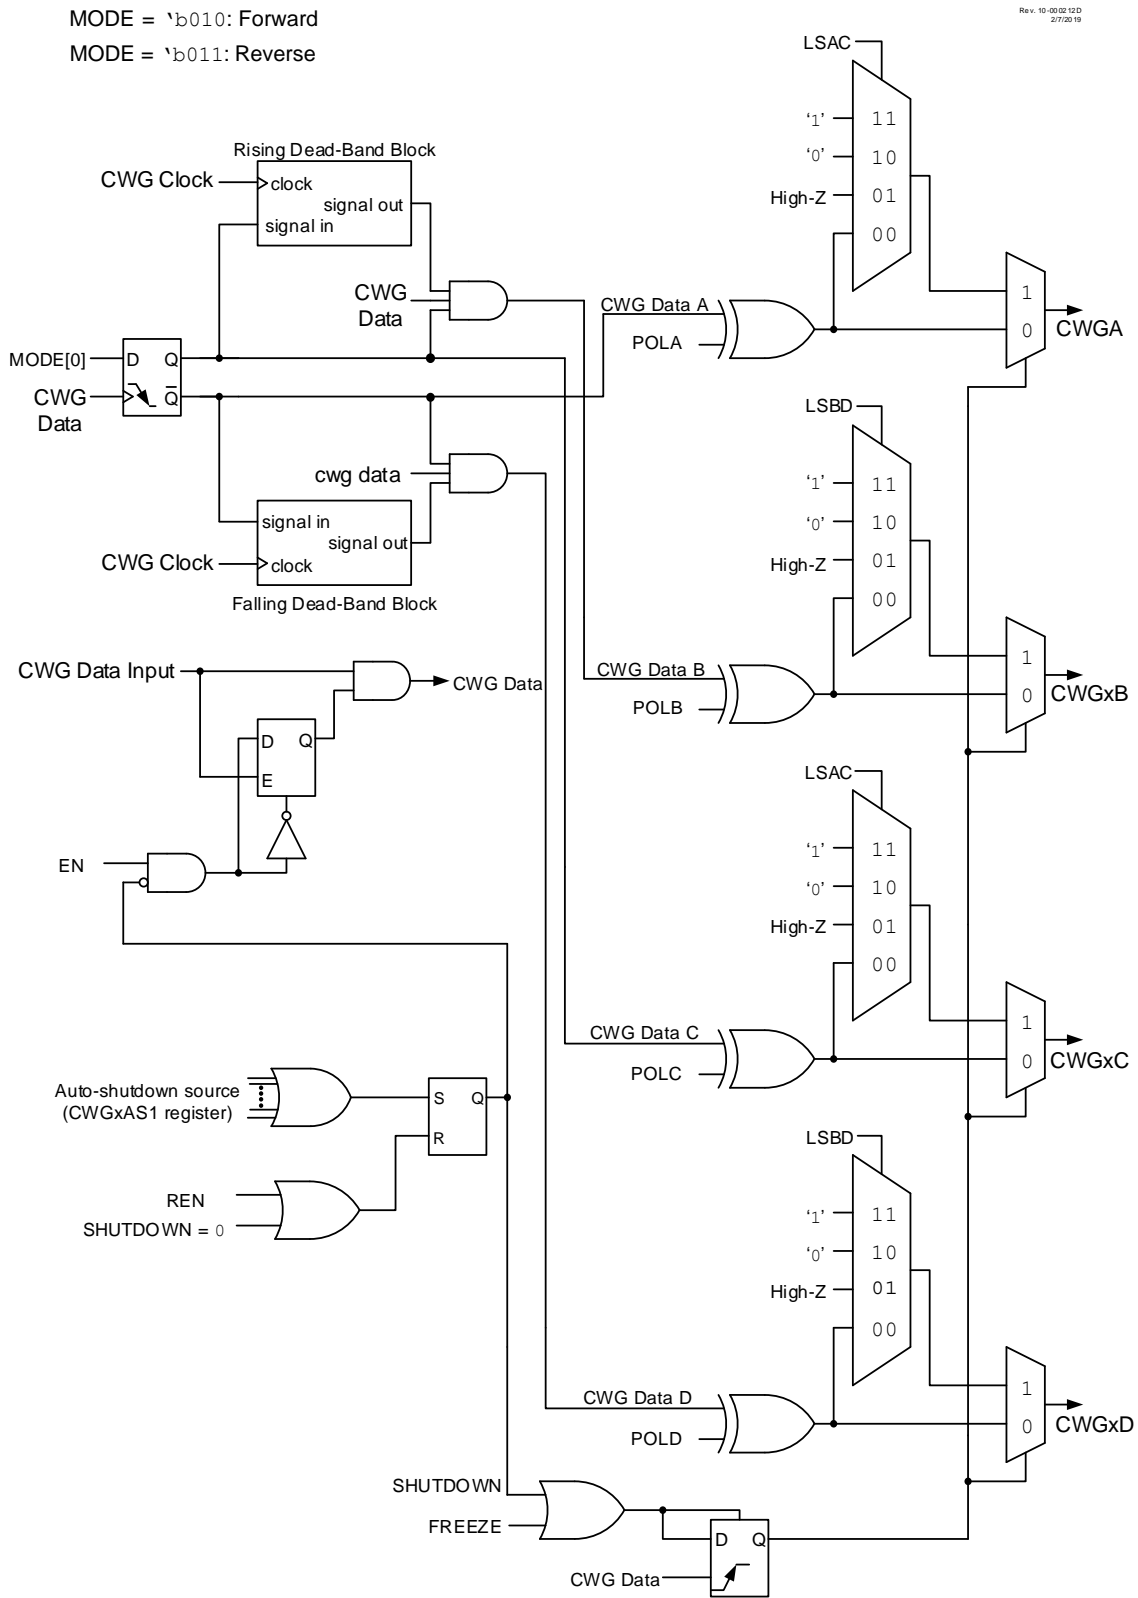 MODE = ‘b010: Forward
MODE = ‘b011: Reverse
Rev. 10-000212D
2/7/2019
LSAC
‘1’ 11
‘0’ 10
High-Z 01
00
Rising Dead-Band Block
CWG Clock
clock
signal out
signal in
CWG
Data
MODE[0]
D Q
CWG
Data
Q
CWG Data A
POLA
1
0
CWGA
cwg data
signal in
signal out
CWG Clock
clock
Falling Dead-Band Block
LSBD
‘1’ 11
‘0’ 10
High-Z 01
00
CWG Data Input
CWG Data
D Q
E
EN
CWG Data B
POLB
1
0
CWGxB
LSAC
‘1’ 11
‘0’ 10
High-Z 01
00
CWG Data C
POLC
1
0
CWGxC
Auto-shutdown source
(CWGxAS1 register)
S Q
R
REN
SHUTDOWN = 0
LSBD
‘1’ 11
‘0’ 10
High-Z 01
00
CWG Data D
POLD
1
0
CWGxD
SHUTDOWN
FREEZE
D Q
CWG Data